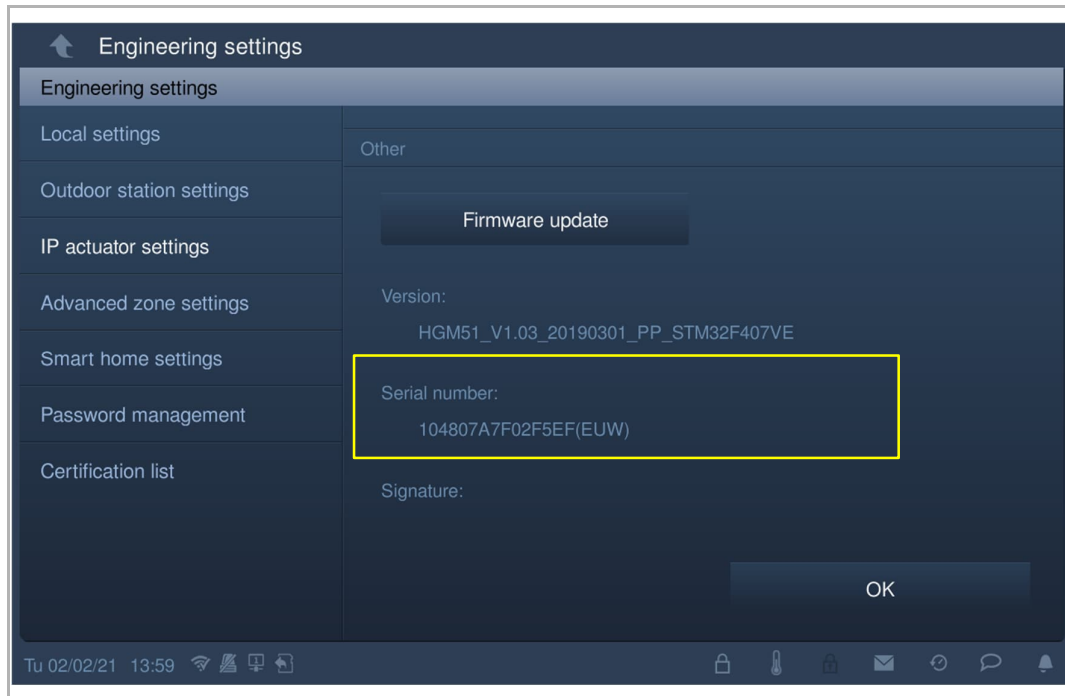 Engineering settings
Engineering settings
Local settings
Outdoor station settings
IP actuator settings
Advanced zone settings
Smart home settings
Password management
Certification list
Other
Firmware update
Version:
HGM51_V1.03_20190301_PP_STM32F407VE
Serial number:
104807A7F02F5EF(EUW)
Signature:
OK
Tu 02/02/21 13:59